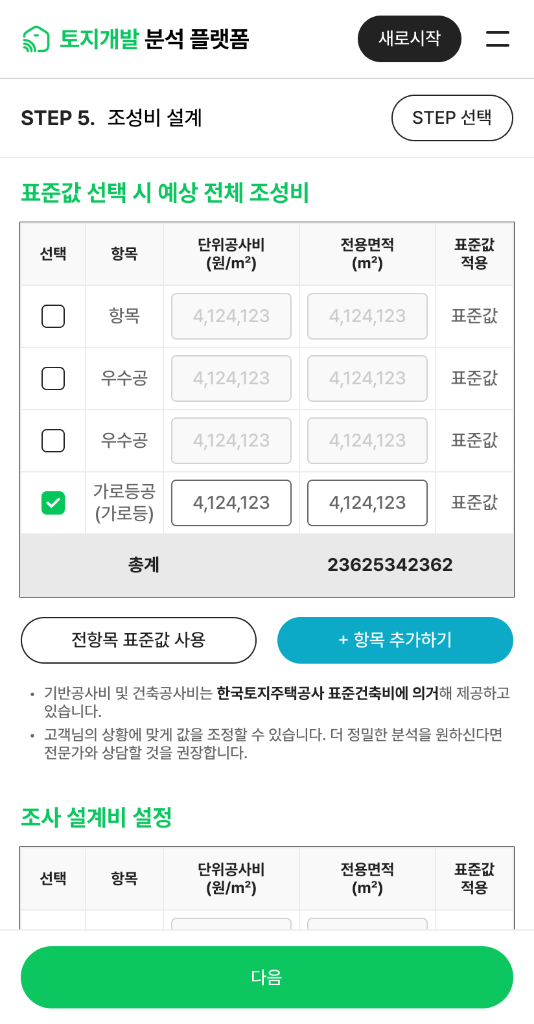 토지개발 분석 플랫폼
새로시작
STEP 5. 조성비 설계
STEP 선택
표준값 선택 시 예상 전체 조성비
선택 항목 단위공사비 (원/m²) 전용면적 (m²) 표준값 적용
항목 4,124,123 4,124,123 표준값
우수공 4,124,123 4,124,123 표준값
우수공 4,124,123 4,124,123 표준값
가로등공 (가로등) 4,124,123 4,124,123 표준값
총계 23625342362
전항목 표준값 사용
+ 항목 추가하기
• 기반공사비 및 건축공사비는 한국토지주택공사 표준건축비에 의거해 제공하고
있습니다.
• 고객님의 상황에 맞게 값을 조정할 수 있습니다. 더 정밀한 분석을 원하신다면
전문가와 상담할 것을 권장합니다.
조사 설계비 설정
선택 항목 단위공사비 (원/m²) 전용면적 (m²) 표준값 적용
다음